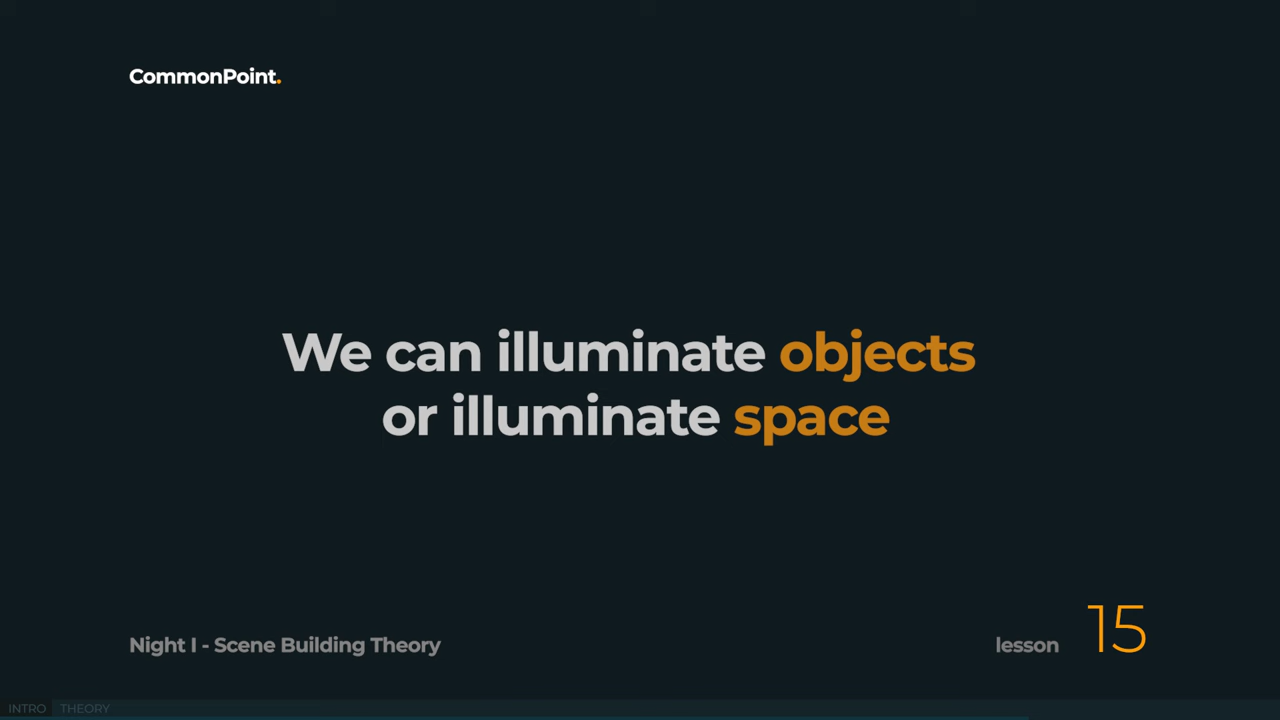 CommonPoint.
We can illuminate objects
or illuminate space
Night I - Scene Building Theory
lesson 15
INTRO THEORY